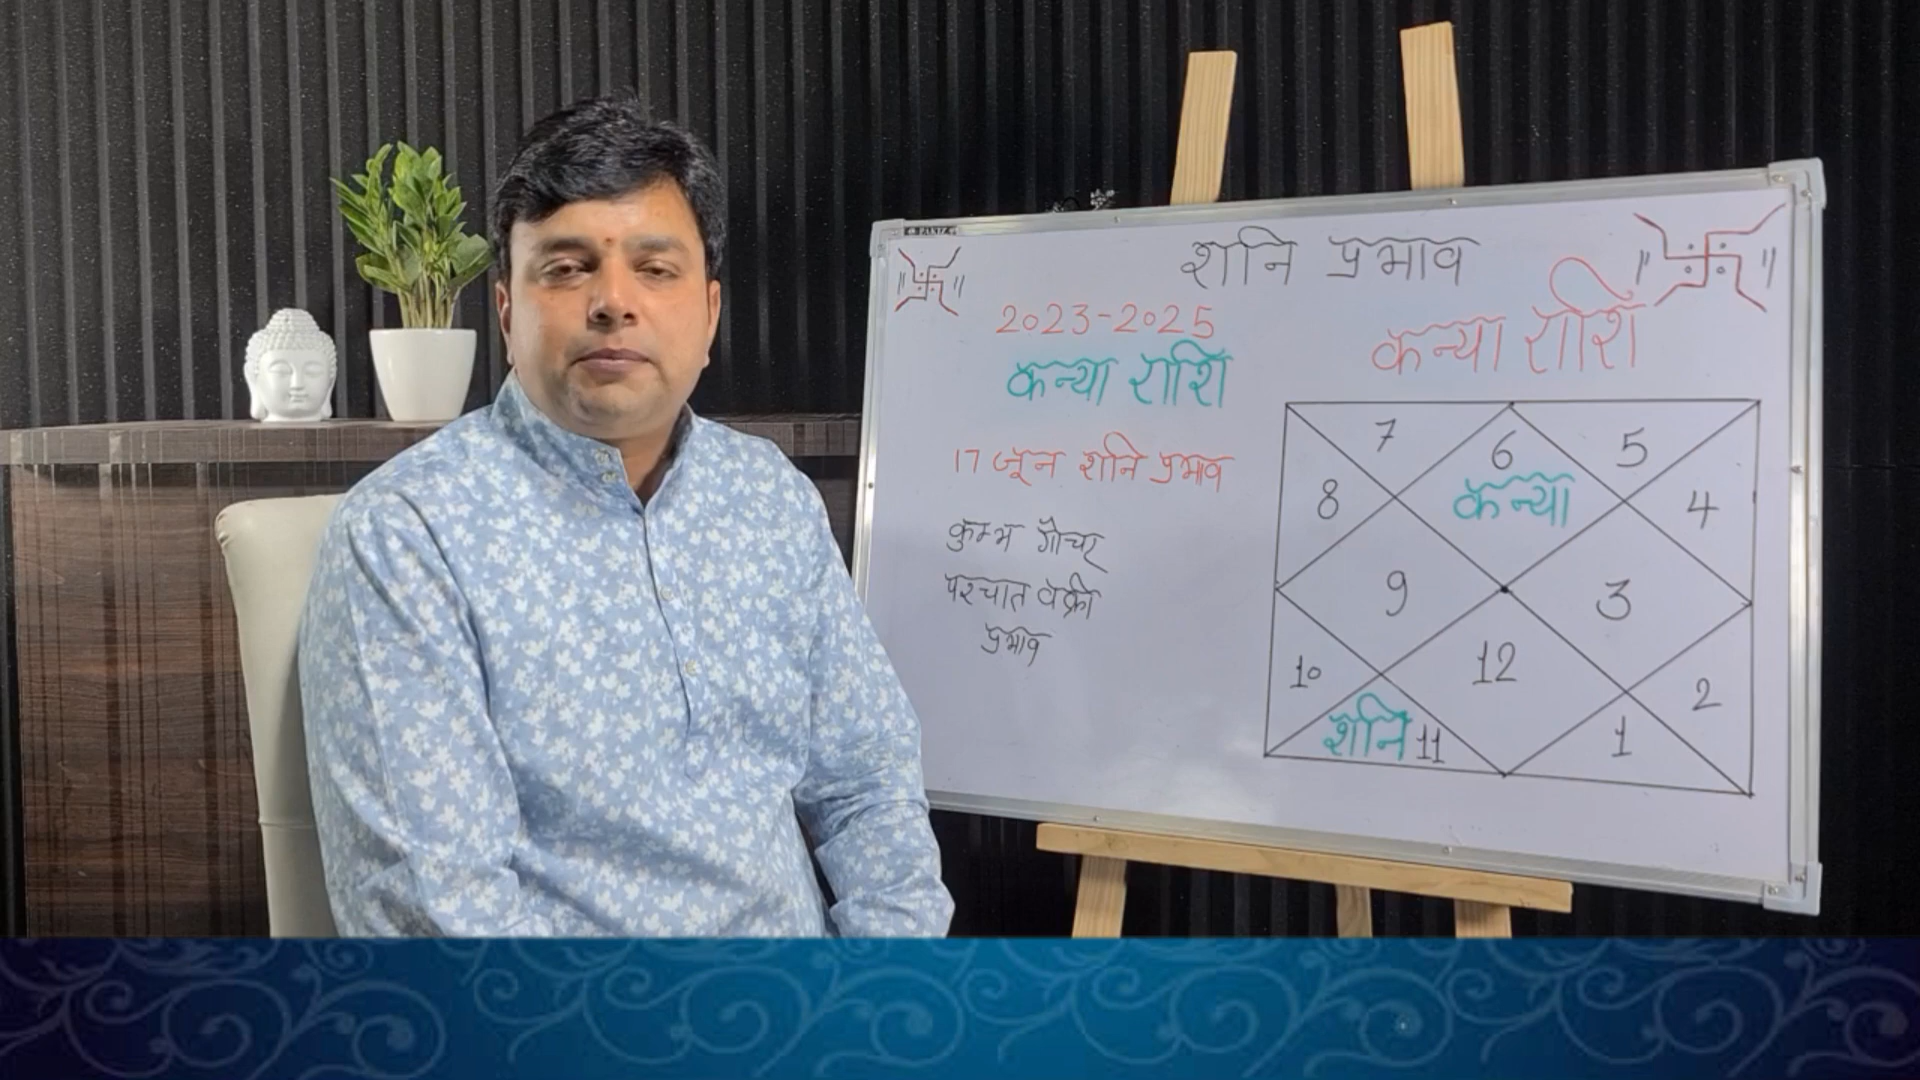 शनि प्रभाव
2023-2025
कन्या राशि
कन्या राशि
17 जून शनि प्रभाव
कुम्भ गोचर
पश्चात वक्री
प्रभाव
7
6
5
8
कन्या
4
9
3
10
12
2
शनि 11
1